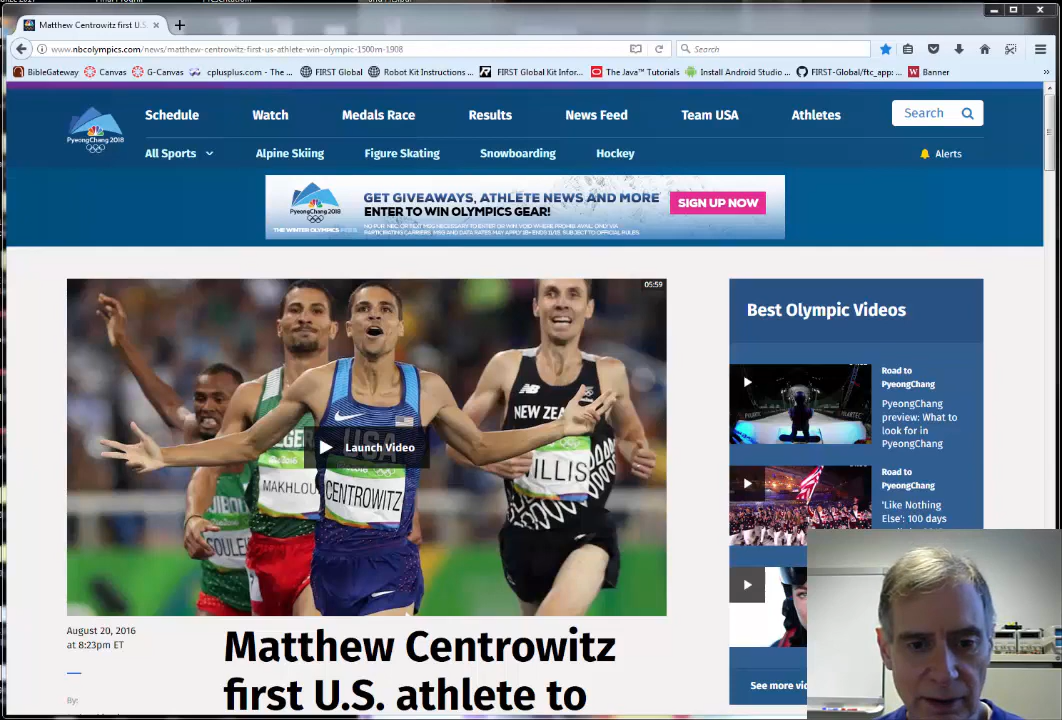 Matthew Centrowitz first U.S.
www.nbcolympics.com/news/matthew-centrowitz-first-us-athlete-win-olympic-1500m-1908
Search
BibleGateway Canvas G-Canvas cplusplus.com - The ... FIRST Global Robot Kit Instructions ... FIRST Global Kit Infor... The Java™ Tutorials Install Android Studio ... FIRST-Global/ftc_app: ... Banner
PyeongChang 2018
Schedule Watch Medals Race Results News Feed Team USA Athletes Search
All Sports Alpine Skiing Figure Skating Snowboarding Hockey Alerts
PyeongChang 2018
GET GIVEAWAYS, ATHLETE NEWS AND MORE
ENTER TO WIN OLYMPICS GEAR!
SIGN UP NOW
05:59
NEW ZEA
USA
Launch Video
MAKHLOU
CENTROWITZ
WILLIS
SOULEI
Best Olympic Videos
Road to
PyeongChang
PyeongChang
preview: What to
look for in
PyeongChang
Road to
PyeongChang
'Like Nothing
Else': 100 days
See more vid
August 20, 2016
at 8:23pm ET
Matthew Centrowitz
first U.S. athlete to
By: